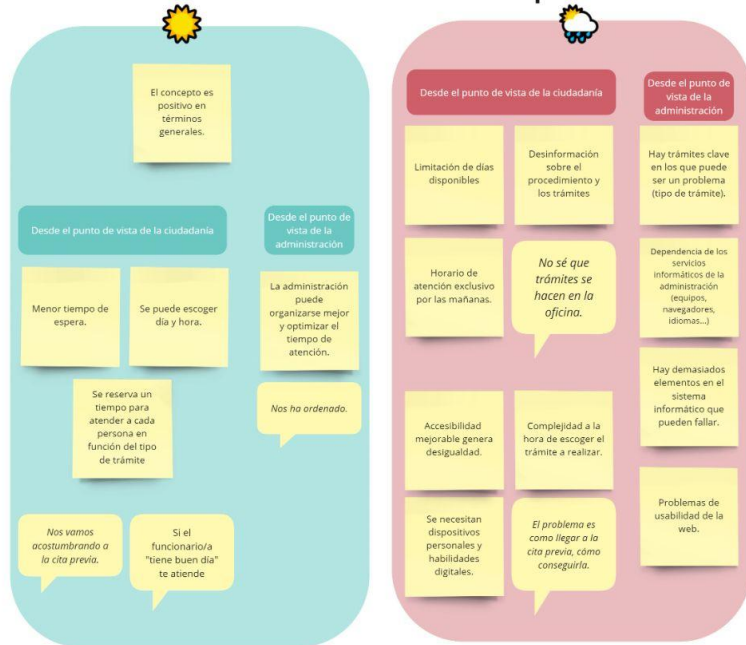 El concepto es
positivo en
términos
generales.
Desde el punto de vista de la ciudadanía
Desde el punto de
vista de la
administración
Menor tiempo de
espera.
Se puede escoger
día y hora.
La administración
puede
organizarse mejor
y optimizar el
tiempo de
atención.
Se reserva un
tiempo para
atender a cada
persona en
función del tipo
de trámite
Nos ha ordenado.
Nos vamos
acostumbrando a
la cita previa.
Si el
funcionario/a
"tiene buen día"
te atiende
Desde el punto de vista de la ciudadanía
Desde el punto de
vista de la
administración
Limitación de días
disponibles
Desinformación
sobre el
procedimiento y
los trámites
Hay trámites clave
en los que puede
ser un problema
(tipo de trámite).
Horario de
atención exclusivo
por las mañanas.
No sé que
trámites se
hacen en la
oficina.
Dependencia de los
servicios
informáticos de la
administración
(equipos,
navegadores,
idiomas...)
Hay demasiados
elementos en el
sistema
informático que
pueden fallar.
Accesibilidad
mejorable genera
desigualdad.
Complejidad a la
hora de escoger el
trámite a realizar.
Se necesitan
dispositivos
personales y
habilidades
digitales.
El problema es
como llegar a la
cita previa, cómo
conseguirla.
Problemas de
usabilidad de la
web.